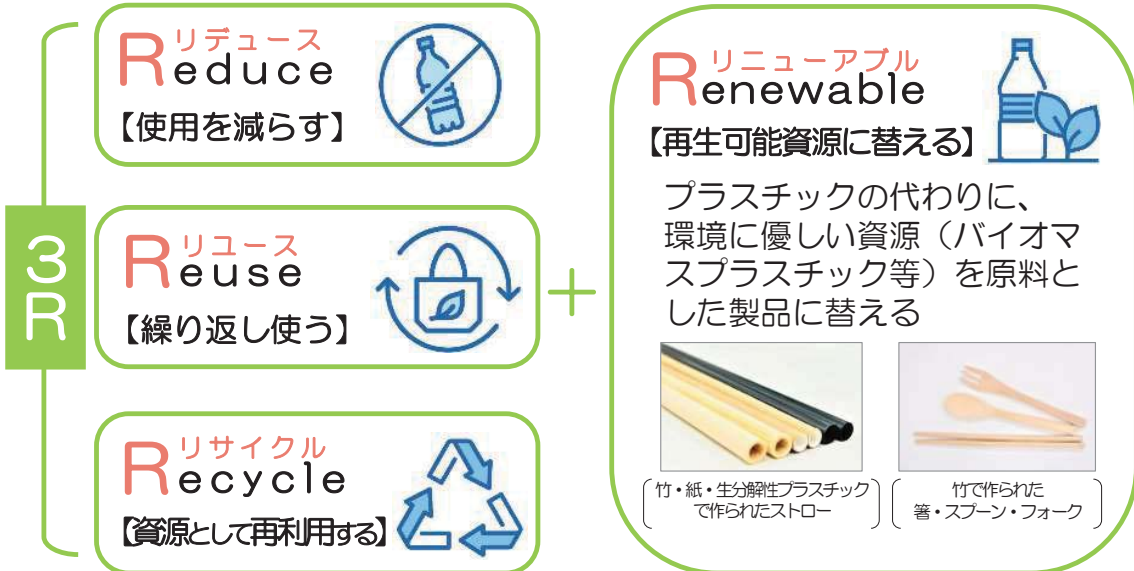 3R
リデュース
Reduce
【使用を減らす】
リユース
Reuse
【繰り返し使う】
リサイクル
Recycle
【資源として再利用する】
+
リニューアブル
Renewable
【再生可能資源に替える】
プラスチックの代わりに、
環境に優しい資源（バイオマ
スプラスチック等）を原料と
した製品に替える
竹・紙・生分解性プラスチック
で作られたストロー
竹で作られた
箸・スプーン・フォーク